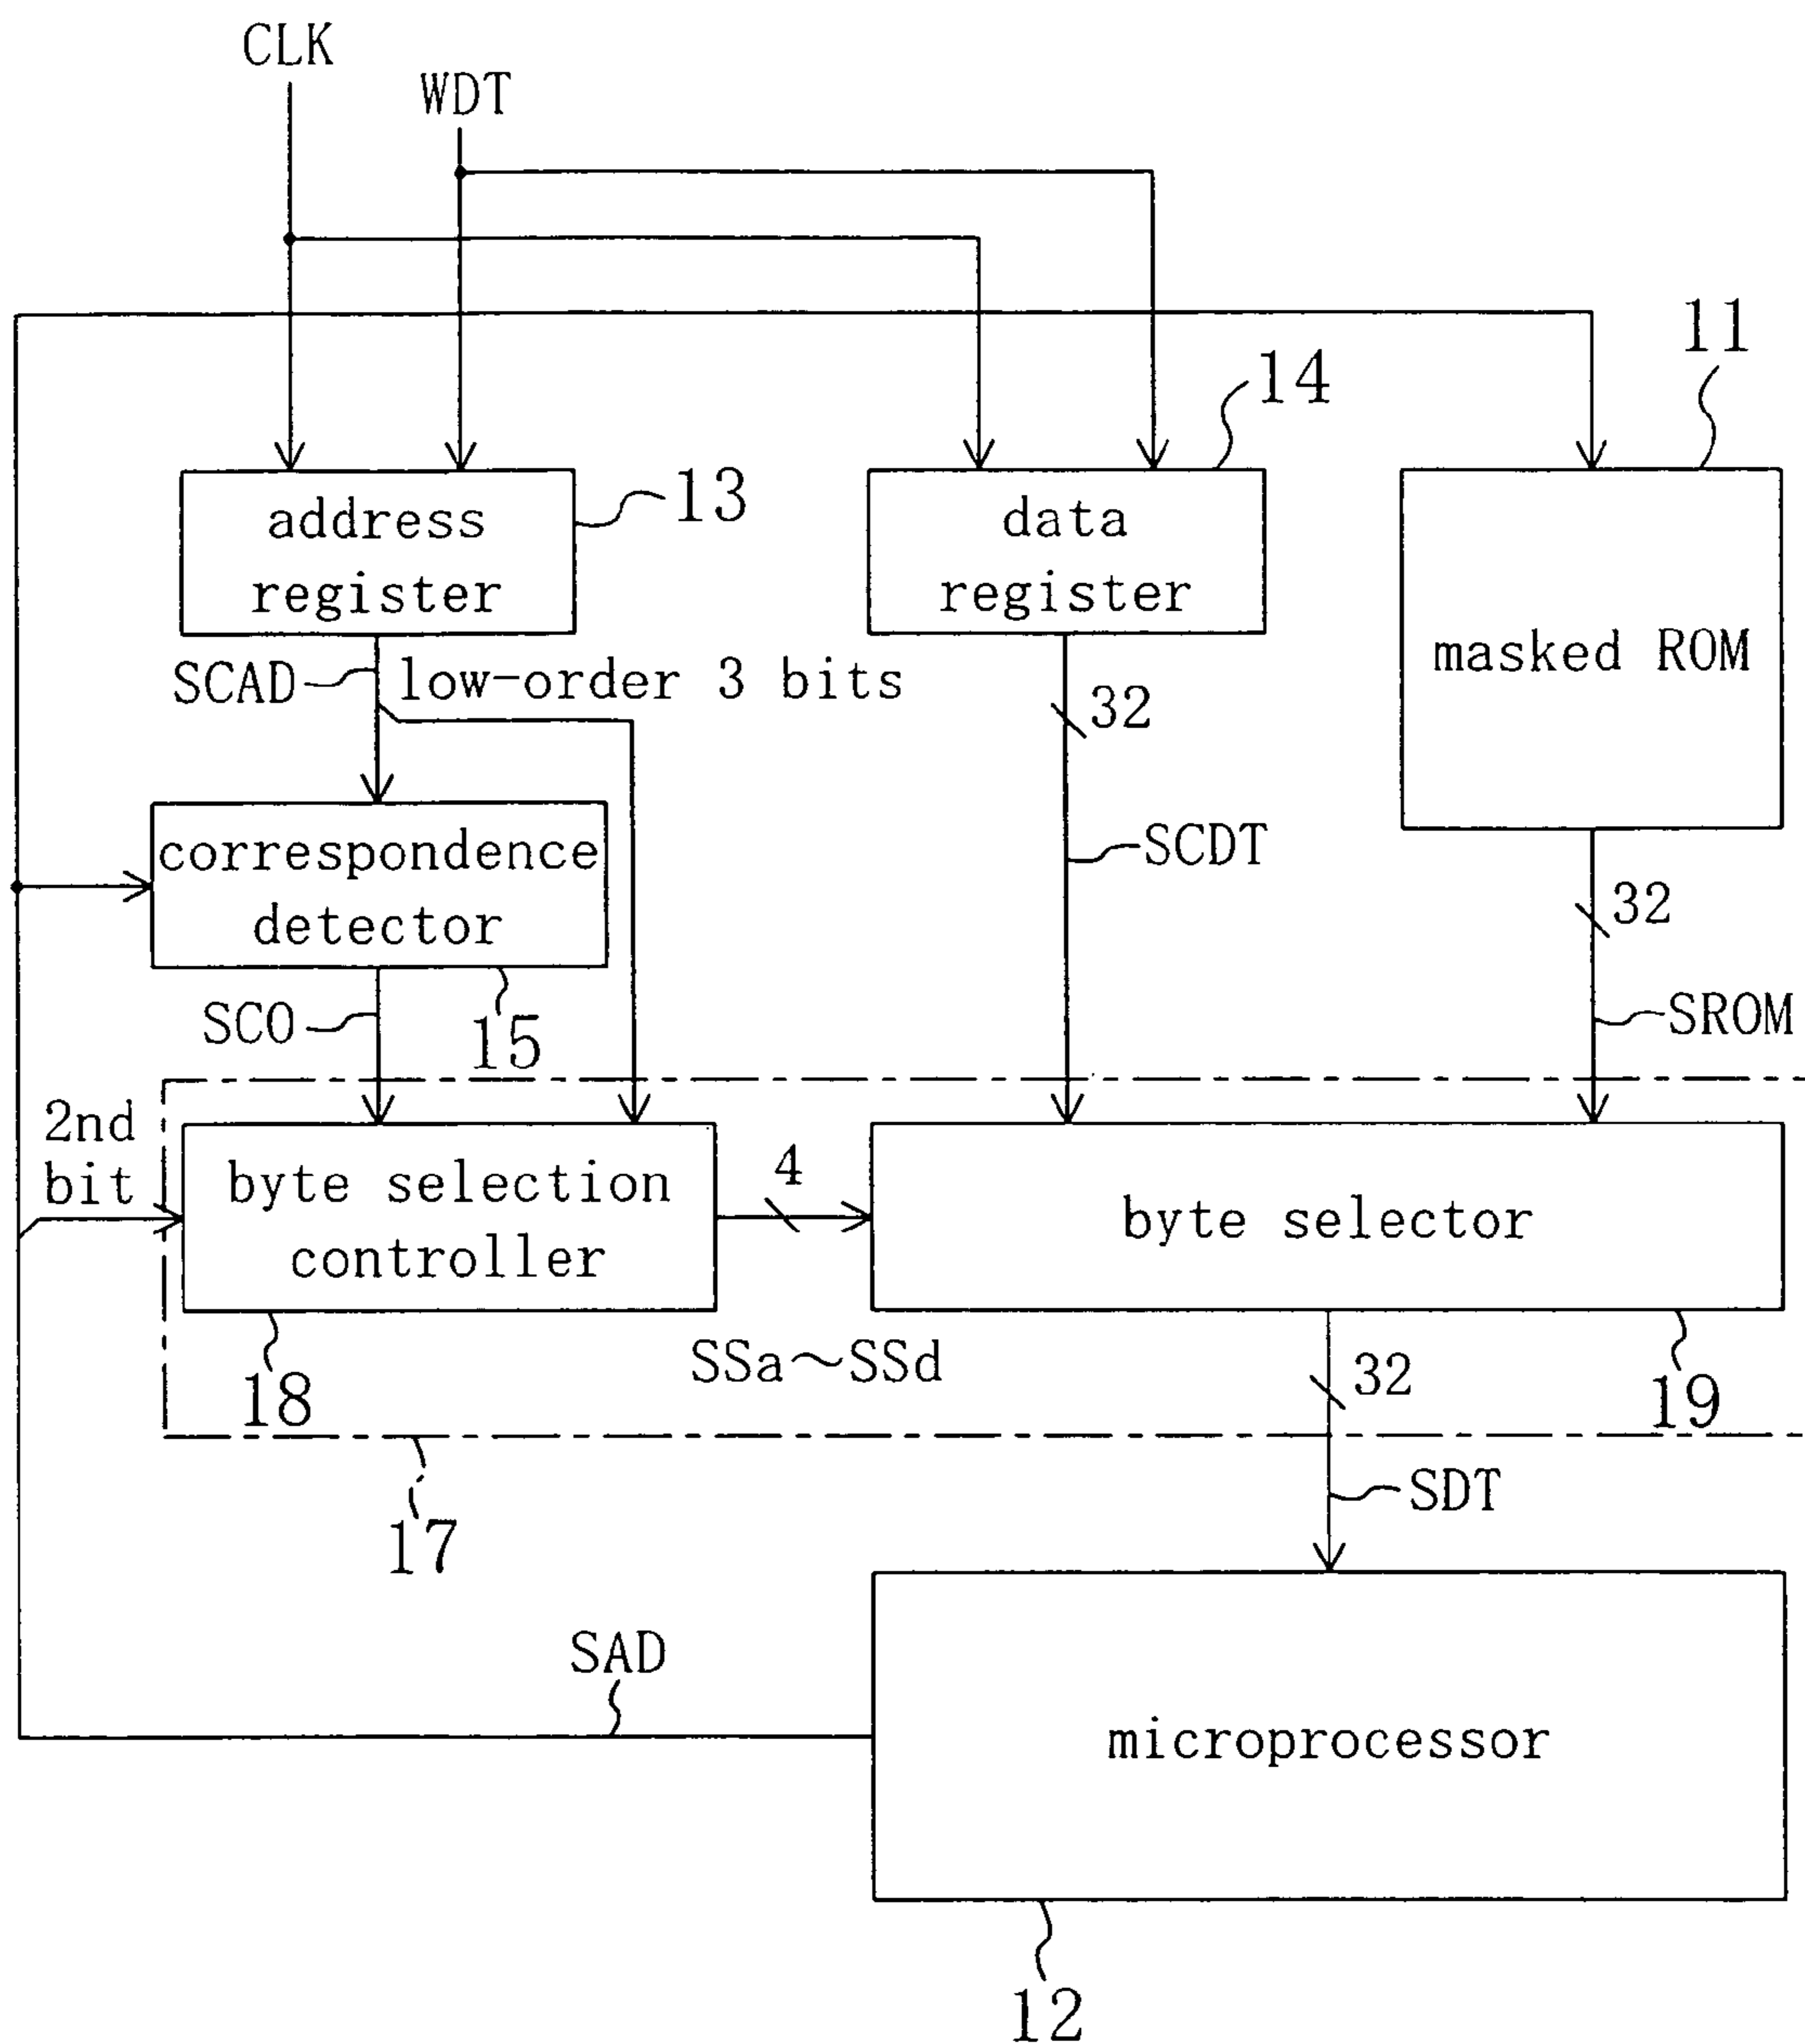 CLK
WDT
11
14
13
address
register
data
register
masked ROM
SCAD
low-order 3 bits
32
SCDT
correspondence
detector
32
SCO
15
SROM
2nd
bit
byte selection
controller
4
byte selector
18
SSa～SSd
32
19
17
SDT
SAD
microprocessor
12